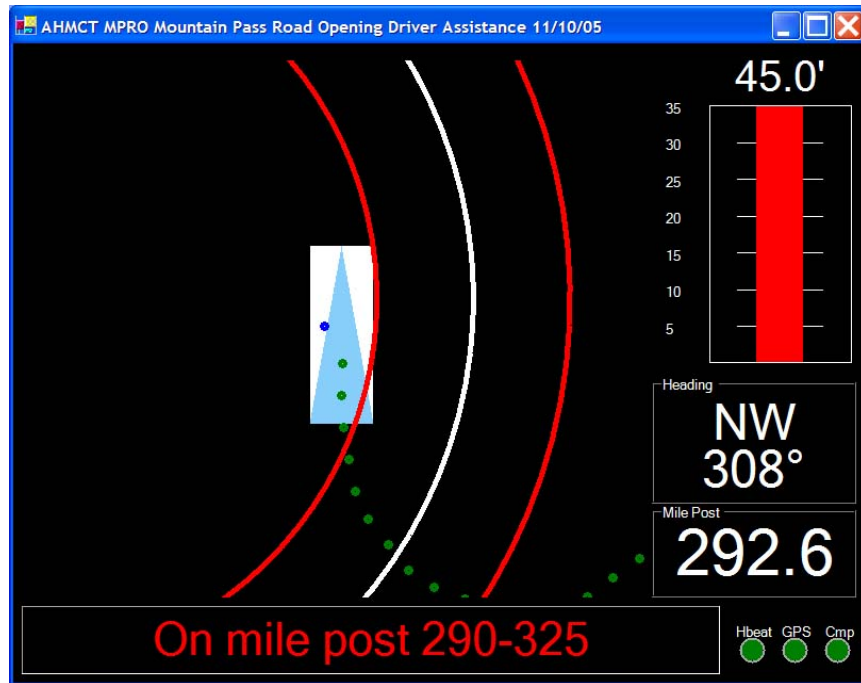 AHMCT MPRO Mountain Pass Road Opening Driver Assistance 11/10/05
45.0'
35
30
25
20
15
10
5
Heading
NW
308°
Mile Post
292.6
On mile post 290-325
Hbeat GPS Cmp